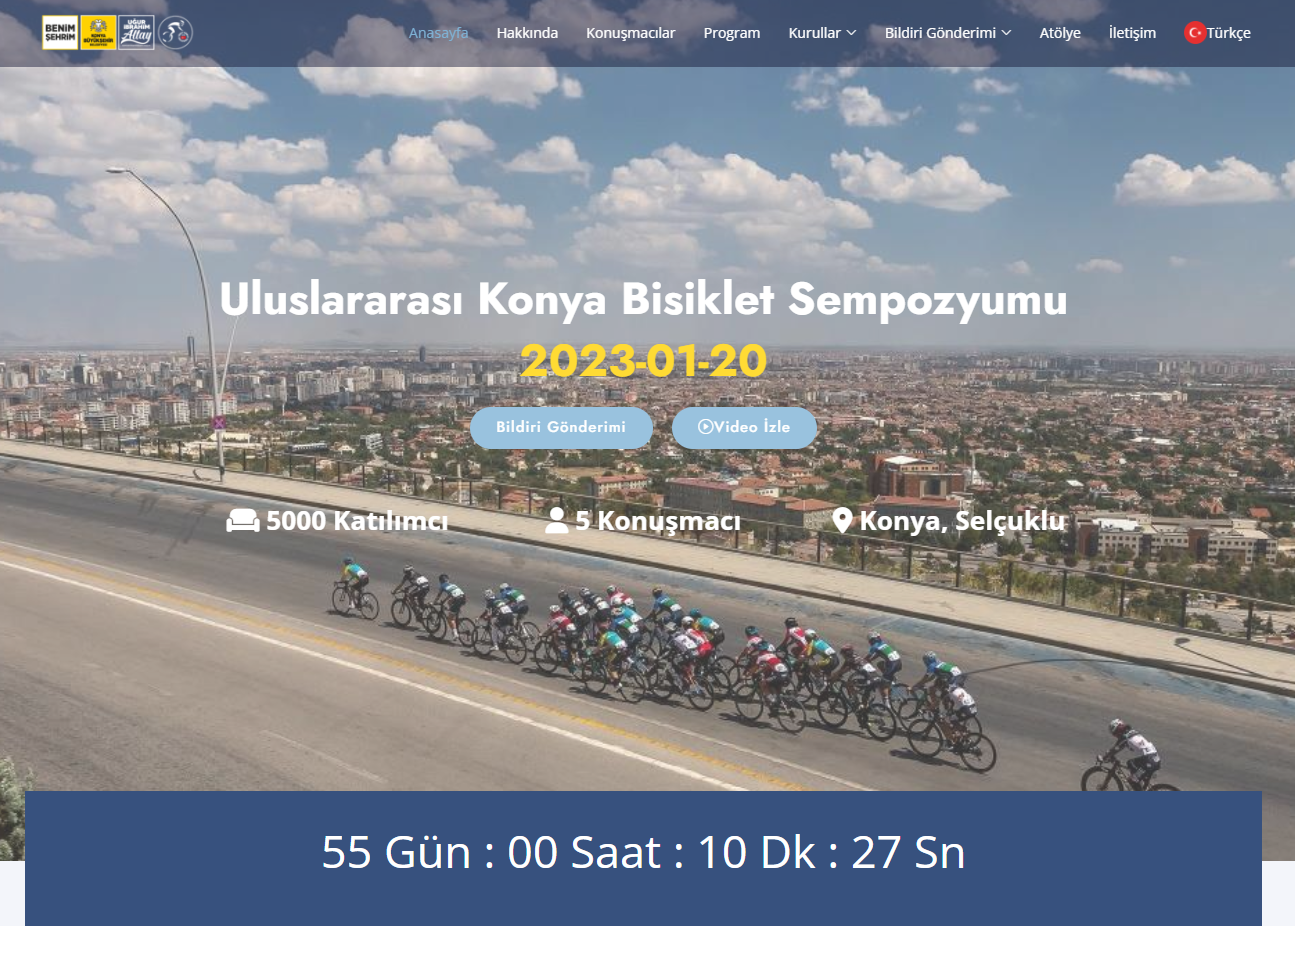 BENİM
ŞEHRİM
KONYA
BÜYÜKŞEHİR
BELEDİYESİ
UĞUR
İBRAHİM
Altay
Anasayfa Hakkında Konuşmacılar Program Kurullar Bildiri Gönderimi Atölye İletişim Türkçe
Uluslararası Konya Bisiklet Sempozyumu
2023-01-20
Bildiri Gönderimi Video İzle
5000 Katılımcı 5 Konuşmacı Konya, Selçuklu
55 Gün : 00 Saat : 10 Dk : 27 Sn